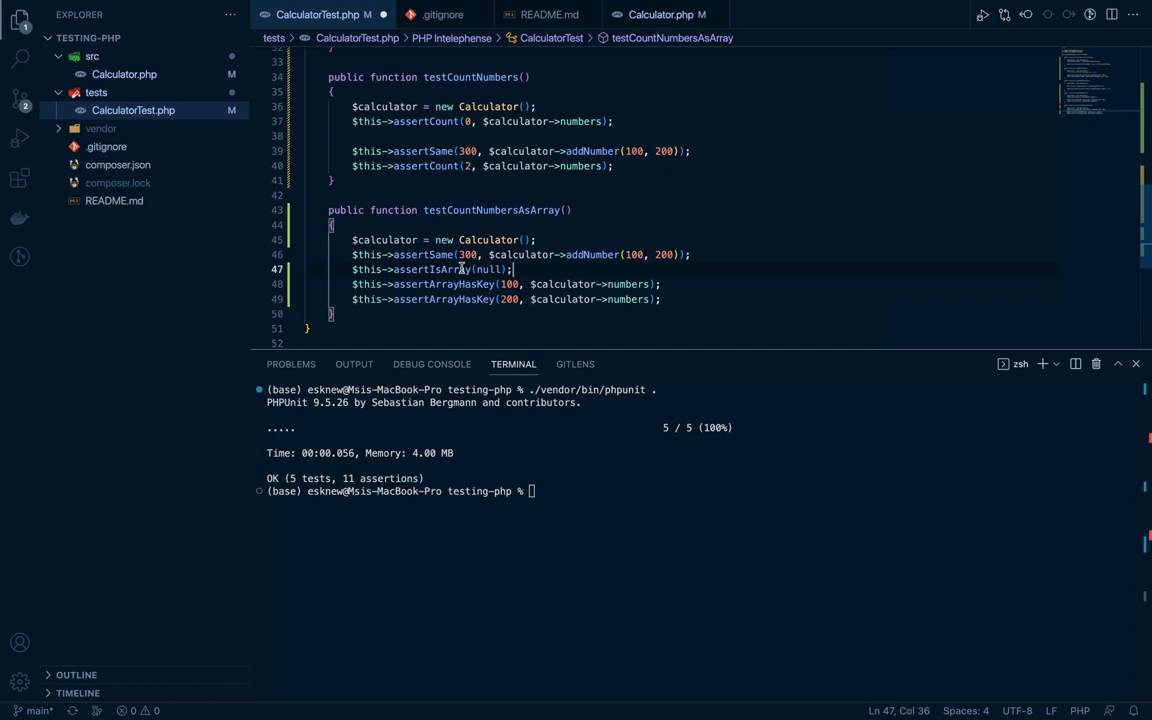 EXPLORER
CalculatorTest.php M
.gitignore
README.md
Calculator.php M
TESTING-PHP
tests > CalculatorTest.php > PHP Intelephense > CalculatorTest > testCountNumbersAsArray
src
Calculator.php M
tests
CalculatorTest.php M
vendor
.gitignore
composer.json
composer.lock
README.md
32 }
33
34 public function testCountNumbers()
35 {
36 $calculator = new Calculator();
37 $this->assertCount(0, $calculator->numbers);
38
39 $this->assertSame(300, $calculator->addNumber(100, 200));
40 $this->assertCount(2, $calculator->numbers);
41 }
42
43 public function testCountNumbersAsArray()
44 {
45 $calculator = new Calculator();
46 $this->assertSame(300, $calculator->addNumber(100, 200));
47 $this->assertIsArray(null);
48 $this->assertArrayHasKey(100, $calculator->numbers);
49 $this->assertArrayHasKey(200, $calculator->numbers);
50 }
51 }
52
PROBLEMS OUTPUT DEBUG CONSOLE TERMINAL GITLENS
zsh
(base) esknew@Msis-MacBook-Pro testing-php % ./vendor/bin/phpunit .
PHPUnit 9.5.26 by Sebastian Bergmann and contributors.
..... 5 / 5 (100%)
Time: 00:00.056, Memory: 4.00 MB
OK (5 tests, 11 assertions)
(base) esknew@Msis-MacBook-Pro testing-php %
1
2
OUTLINE
TIMELINE
main* 0 0
Ln 47, Col 36 Spaces: 4 UTF-8 LF PHP